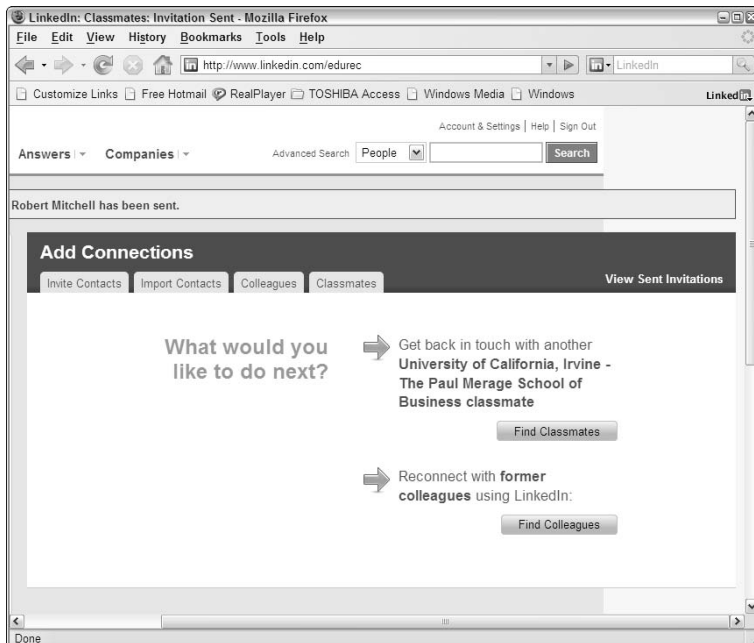 LinkedIn: Classmates: Invitation Sent - Mozilla Firefox
File Edit View History Bookmarks Tools Help
http://www.linkedin.com/edurec
LinkedIn
Customize Links Free Hotmail RealPlayer TOSHIBA Access Windows Media Windows Linked in
Account & Settings | Help | Sign Out
Answers Companies Advanced Search People Search
Robert Mitchell has been sent.
Add Connections
Invite Contacts Import Contacts Colleagues Classmates View Sent Invitations
What would you
like to do next?
Get back in touch with another
University of California, Irvine -
The Paul Merage School of
Business classmate
Find Classmates
Reconnect with former
colleagues using LinkedIn:
Find Colleagues
Done